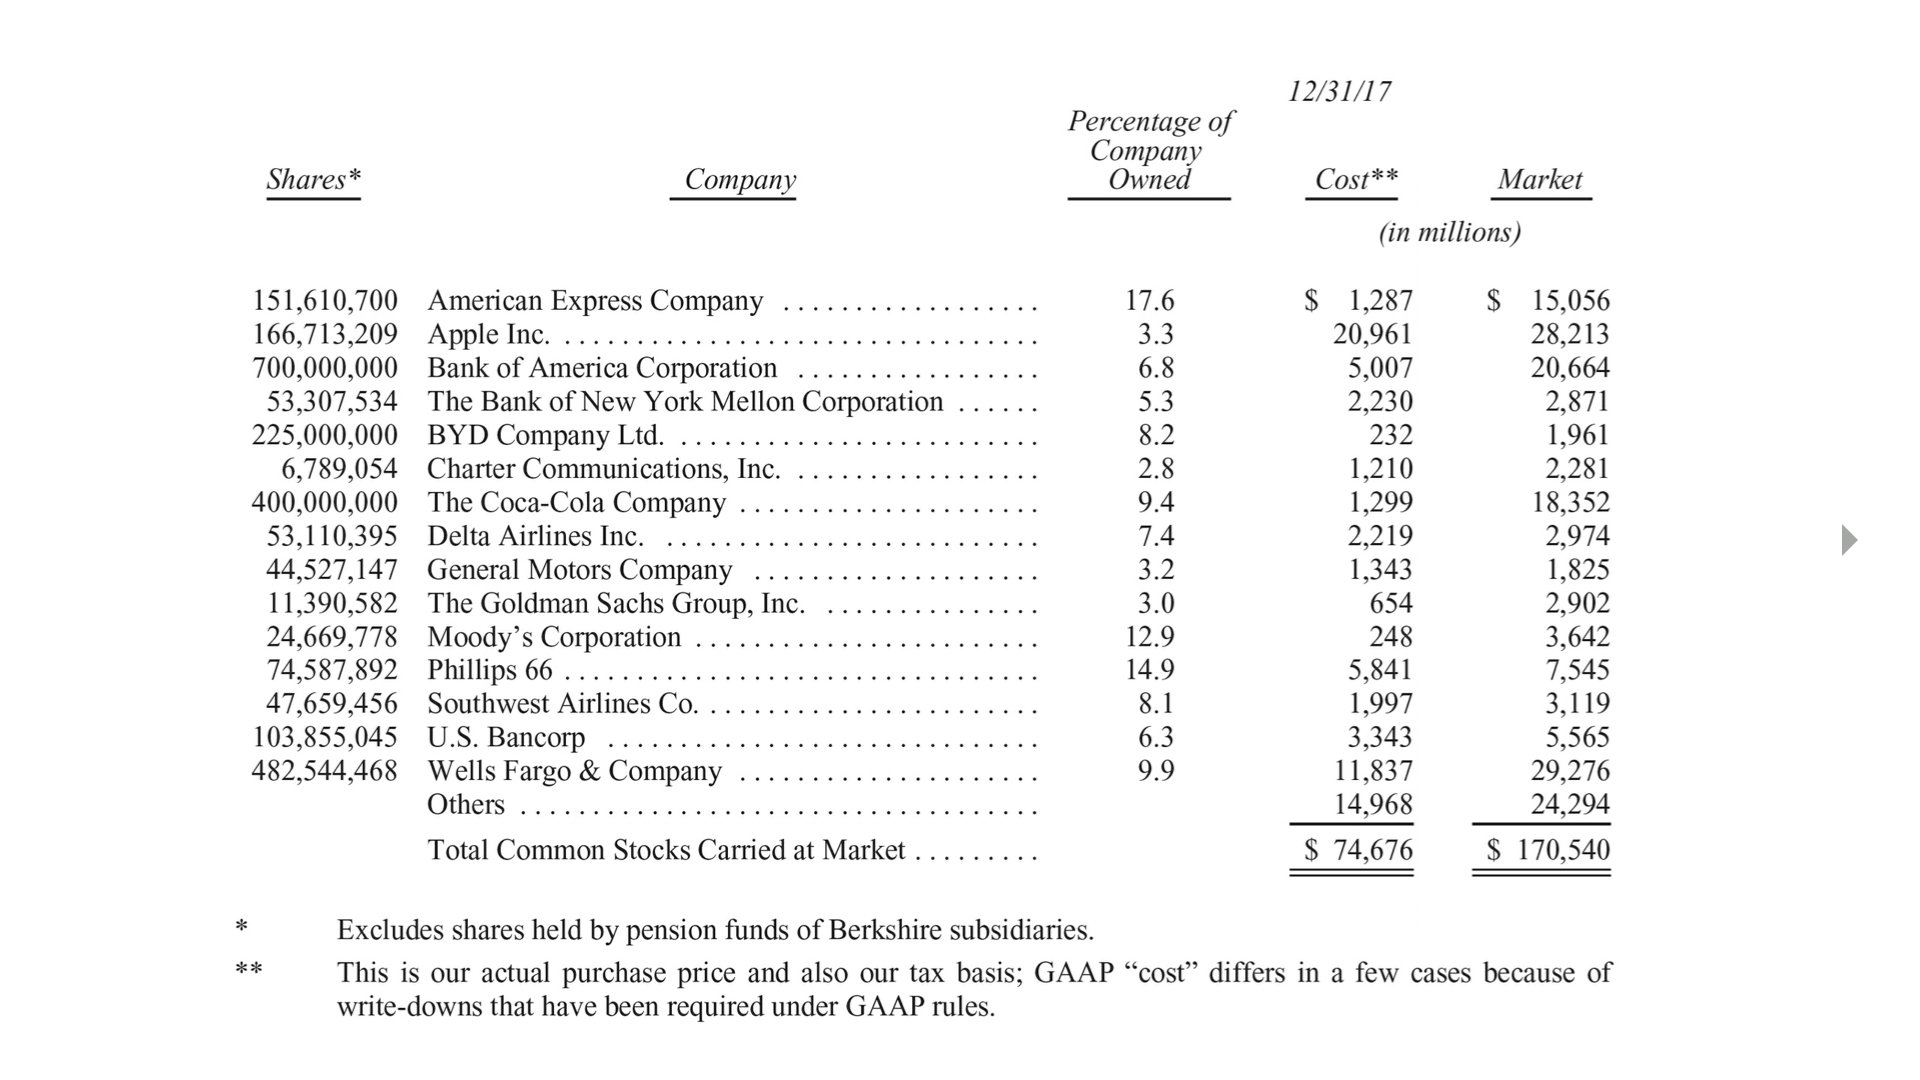 12/31/17
Percentage of
Company
Shares* Company Owned Cost** Market
(in millions)
151,610,700 American Express Company . . . . . . . . . . . . . . . . . . 17.6 $ 1,287 $ 15,056
166,713,209 Apple Inc. . . . . . . . . . . . . . . . . . . . . . . . . . . . . . . . . . 3.3 20,961 28,213
700,000,000 Bank of America Corporation . . . . . . . . . . . . . . . . . 6.8 5,007 20,664
53,307,534 The Bank of New York Mellon Corporation . . . . . . 5.3 2,230 2,871
225,000,000 BYD Company Ltd. . . . . . . . . . . . . . . . . . . . . . . . . . 8.2 232 1,961
6,789,054 Charter Communications, Inc. . . . . . . . . . . . . . . . . . 2.8 1,210 2,281
400,000,000 The Coca-Cola Company . . . . . . . . . . . . . . . . . . . . . 9.4 1,299 18,352
53,110,395 Delta Airlines Inc. . . . . . . . . . . . . . . . . . . . . . . . . . . 7.4 2,219 2,974
44,527,147 General Motors Company . . . . . . . . . . . . . . . . . . . . 3.2 1,343 1,825
11,390,582 The Goldman Sachs Group, Inc. . . . . . . . . . . . . . . . 3.0 654 2,902
24,669,778 Moody’s Corporation . . . . . . . . . . . . . . . . . . . . . . . . 12.9 248 3,642
74,587,892 Phillips 66 . . . . . . . . . . . . . . . . . . . . . . . . . . . . . . . . . 14.9 5,841 7,545
47,659,456 Southwest Airlines Co. . . . . . . . . . . . . . . . . . . . . . . . 8.1 1,997 3,119
103,855,045 U.S. Bancorp . . . . . . . . . . . . . . . . . . . . . . . . . . . . . . 6.3 3,343 5,565
482,544,468 Wells Fargo & Company . . . . . . . . . . . . . . . . . . . . . 9.9 11,837 29,276
Others . . . . . . . . . . . . . . . . . . . . . . . . . . . . . . . . . . . . 14,968 24,294
Total Common Stocks Carried at Market . . . . . . . . . $ 74,676 $ 170,540
* Excludes shares held by pension funds of Berkshire subsidiaries.
** This is our actual purchase price and also our tax basis; GAAP “cost” differs in a few cases because of
write-downs that have been required under GAAP rules.